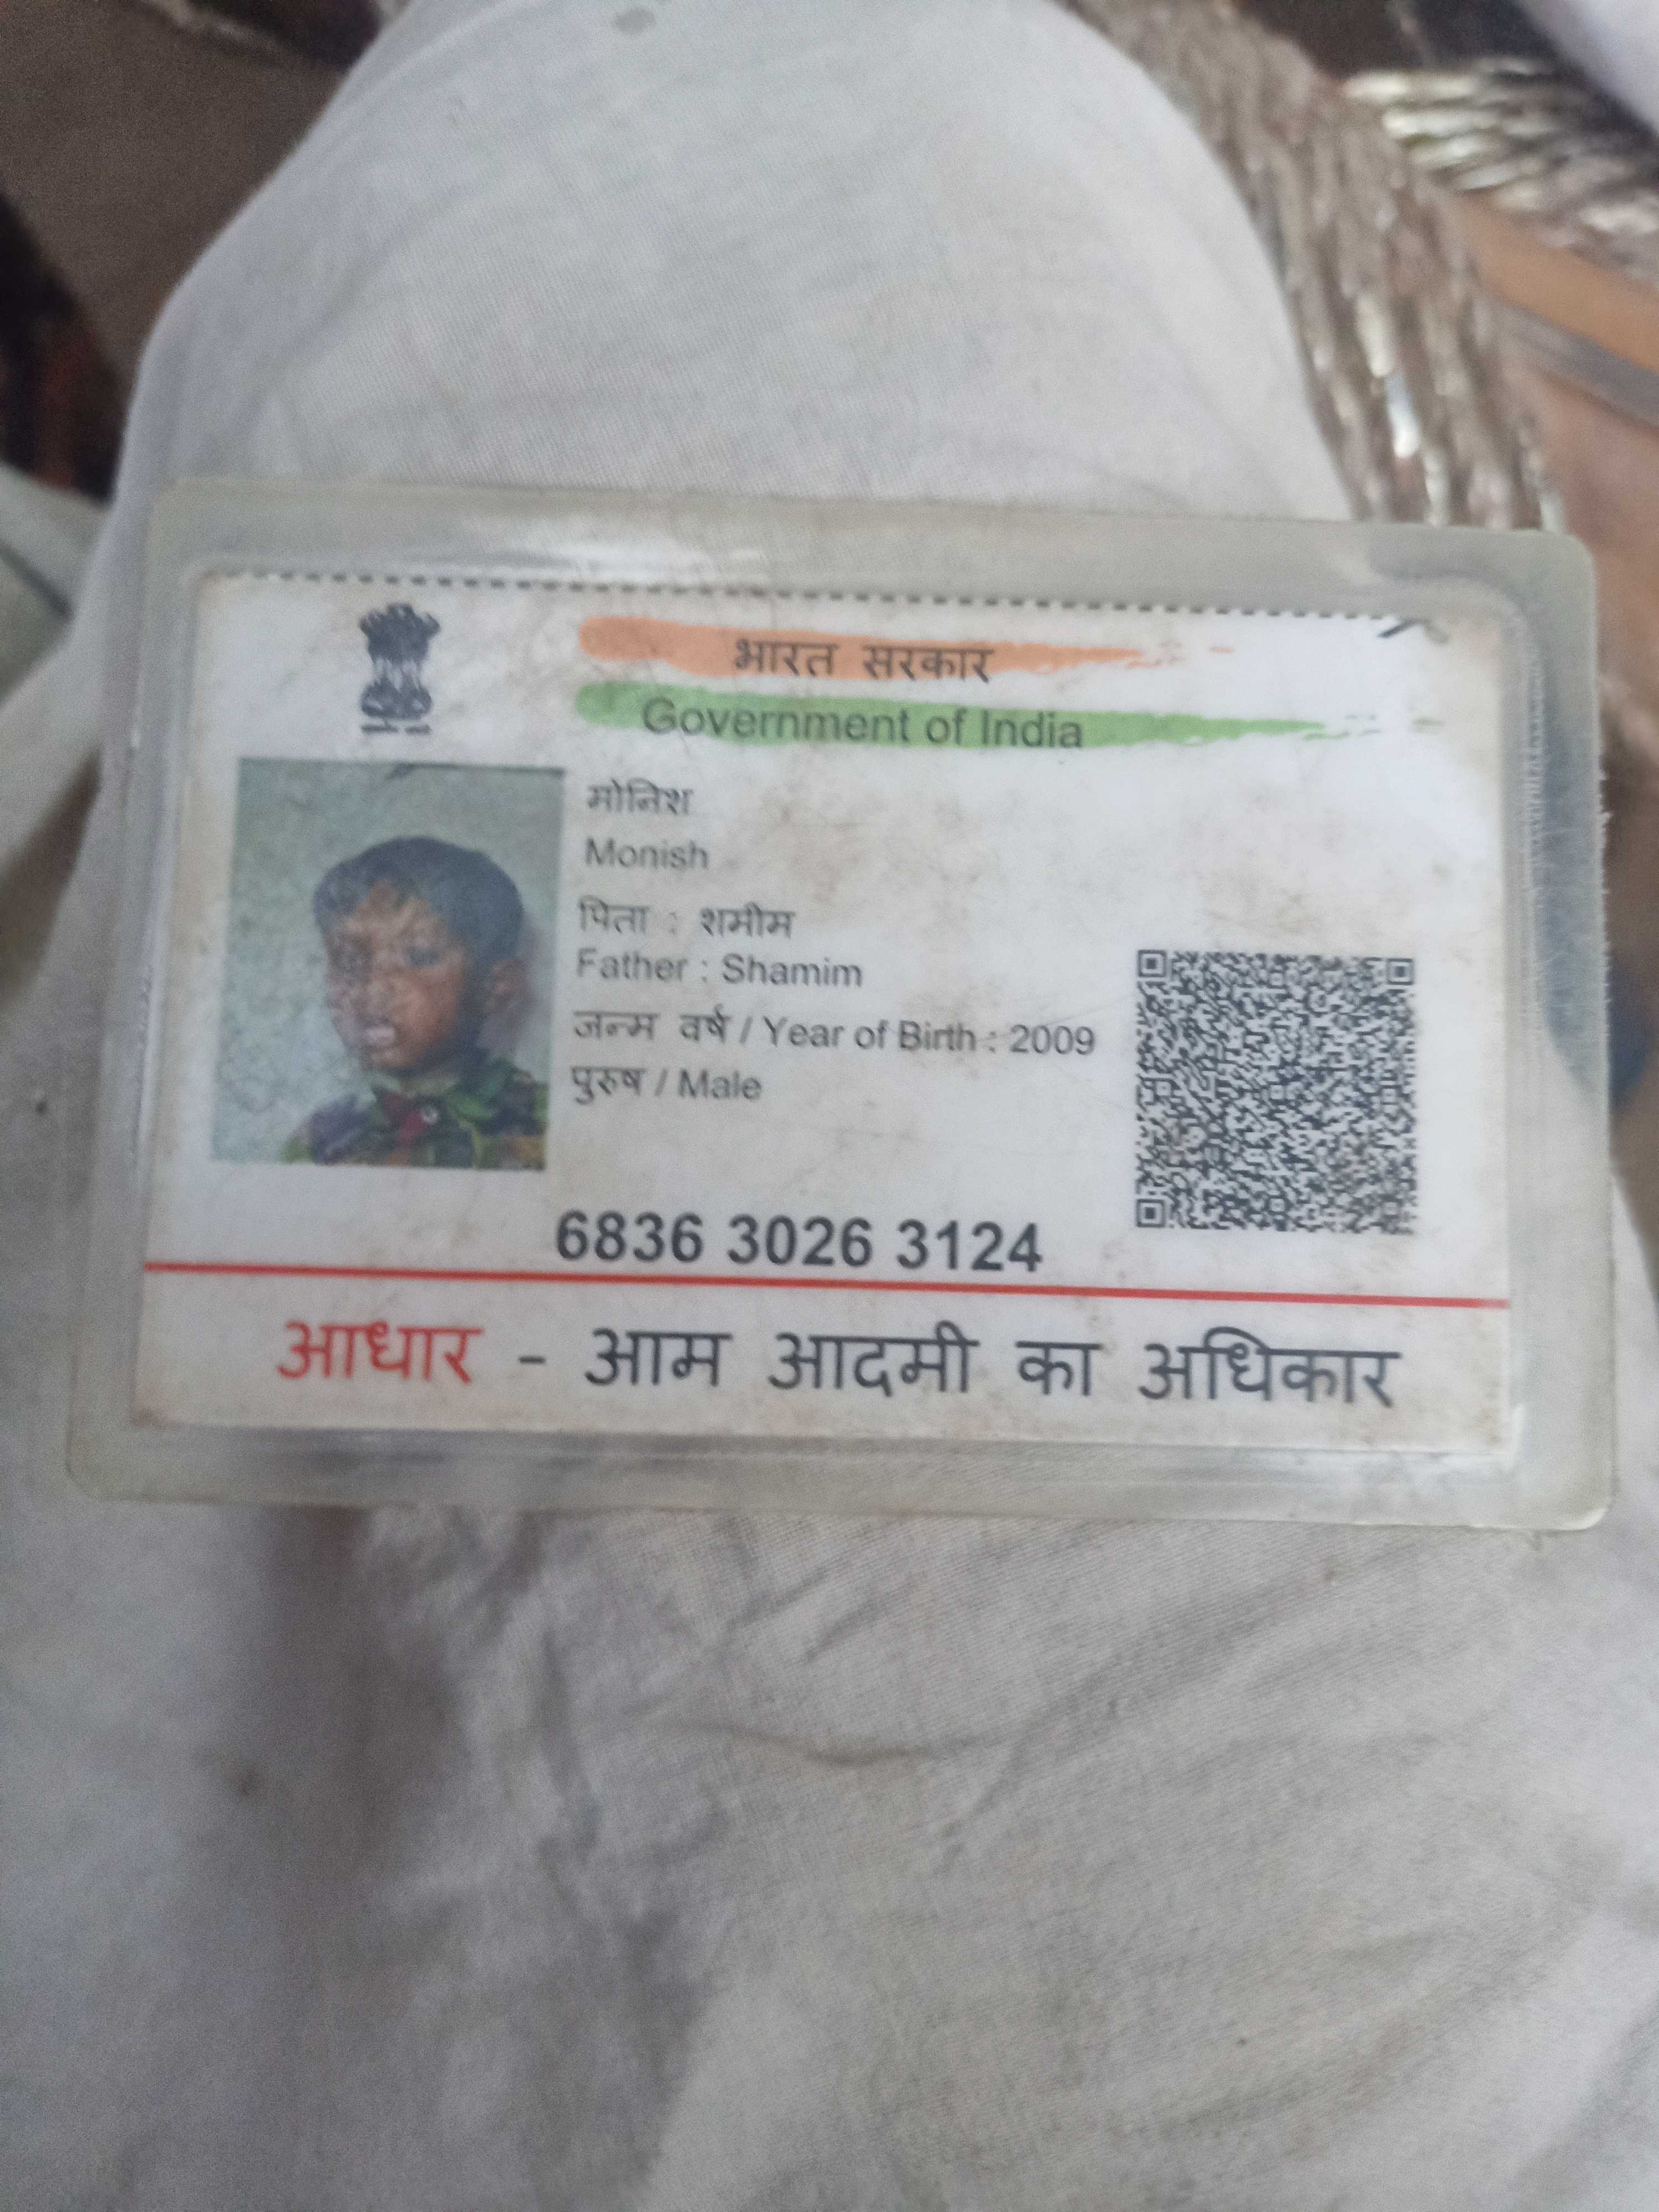 भारत सरकार
Government of India
मोनिश
Monish
पिता : शमीम
Father : Shamim
जन्म वर्ष / Year of Birth : 2009
पुरुष / Male
6836 3026 3124
आधार - आम आदमी का अधिकार